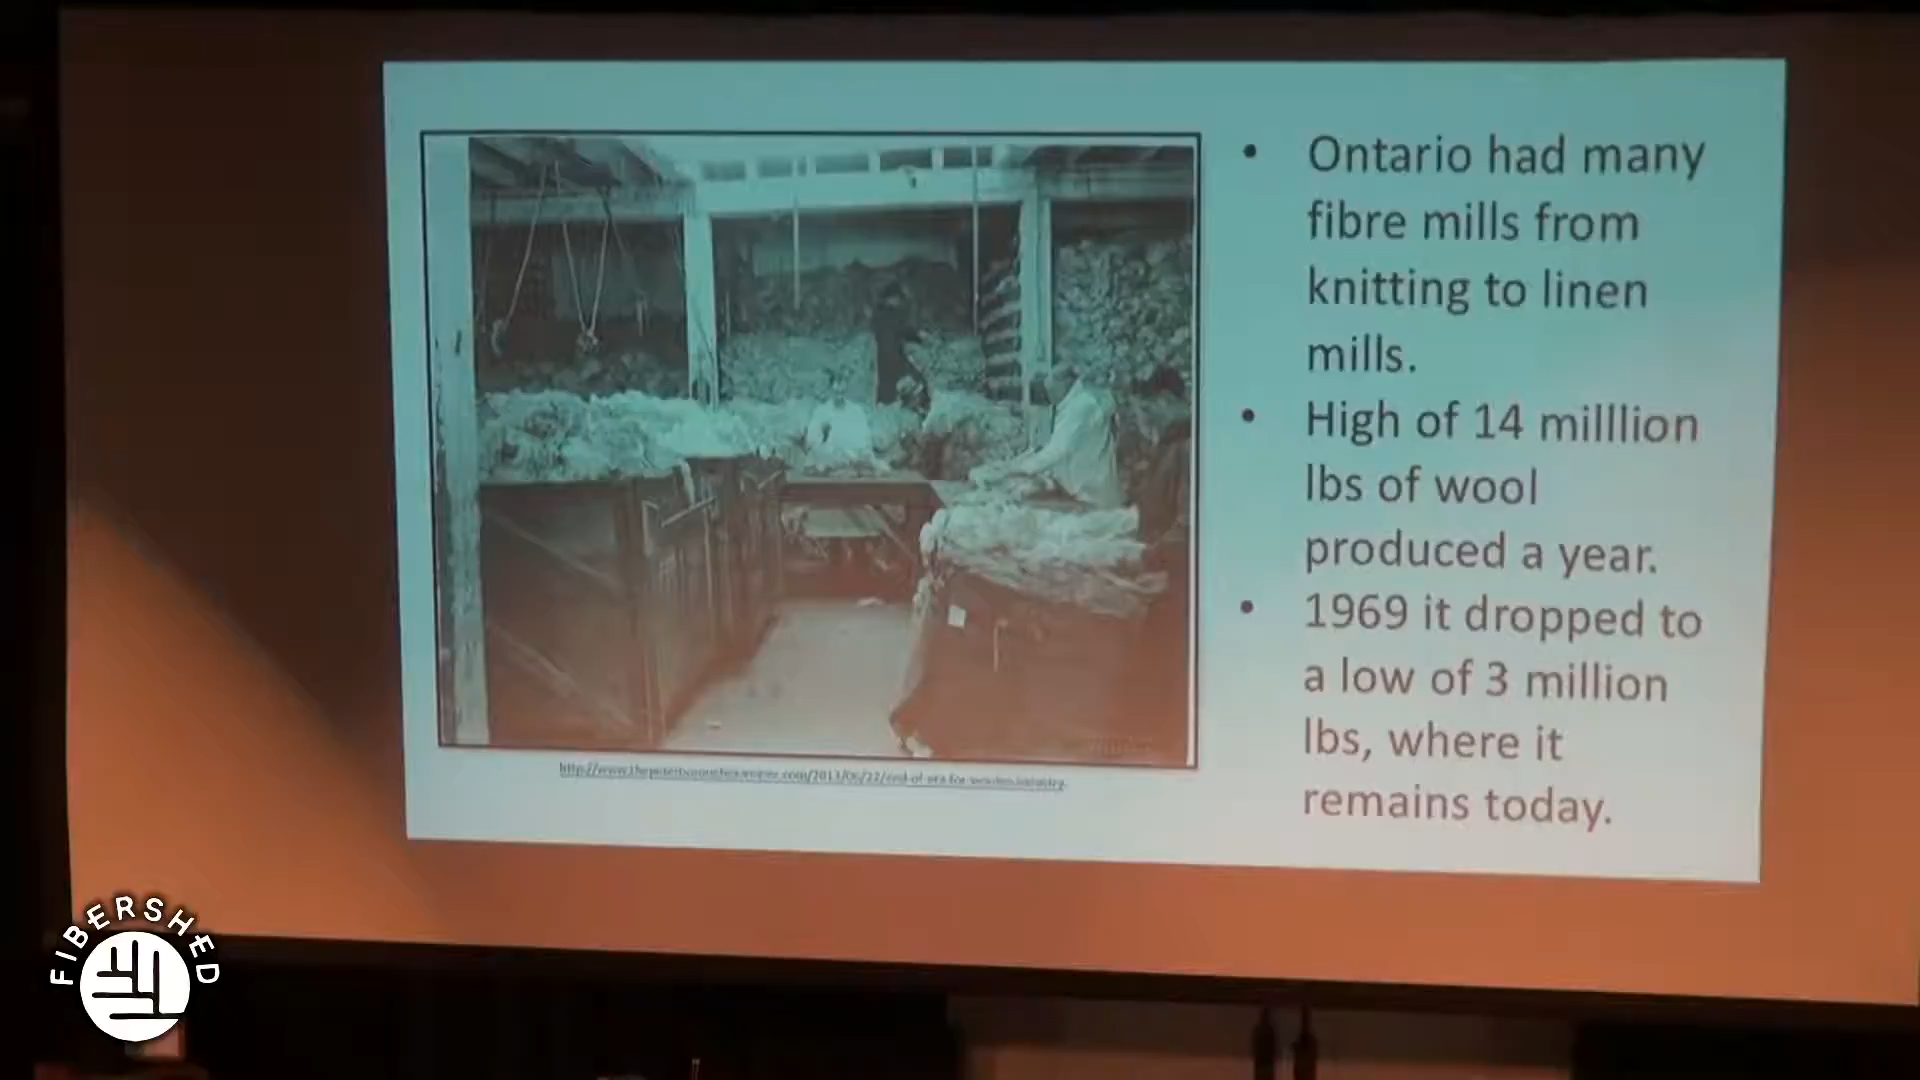 • Ontario had many
fibre mills from
knitting to linen
mills.
• High of 14 milllion
lbs of wool
produced a year.
• 1969 it dropped to
a low of 3 million
lbs, where it
remains today.
FIBERSHED